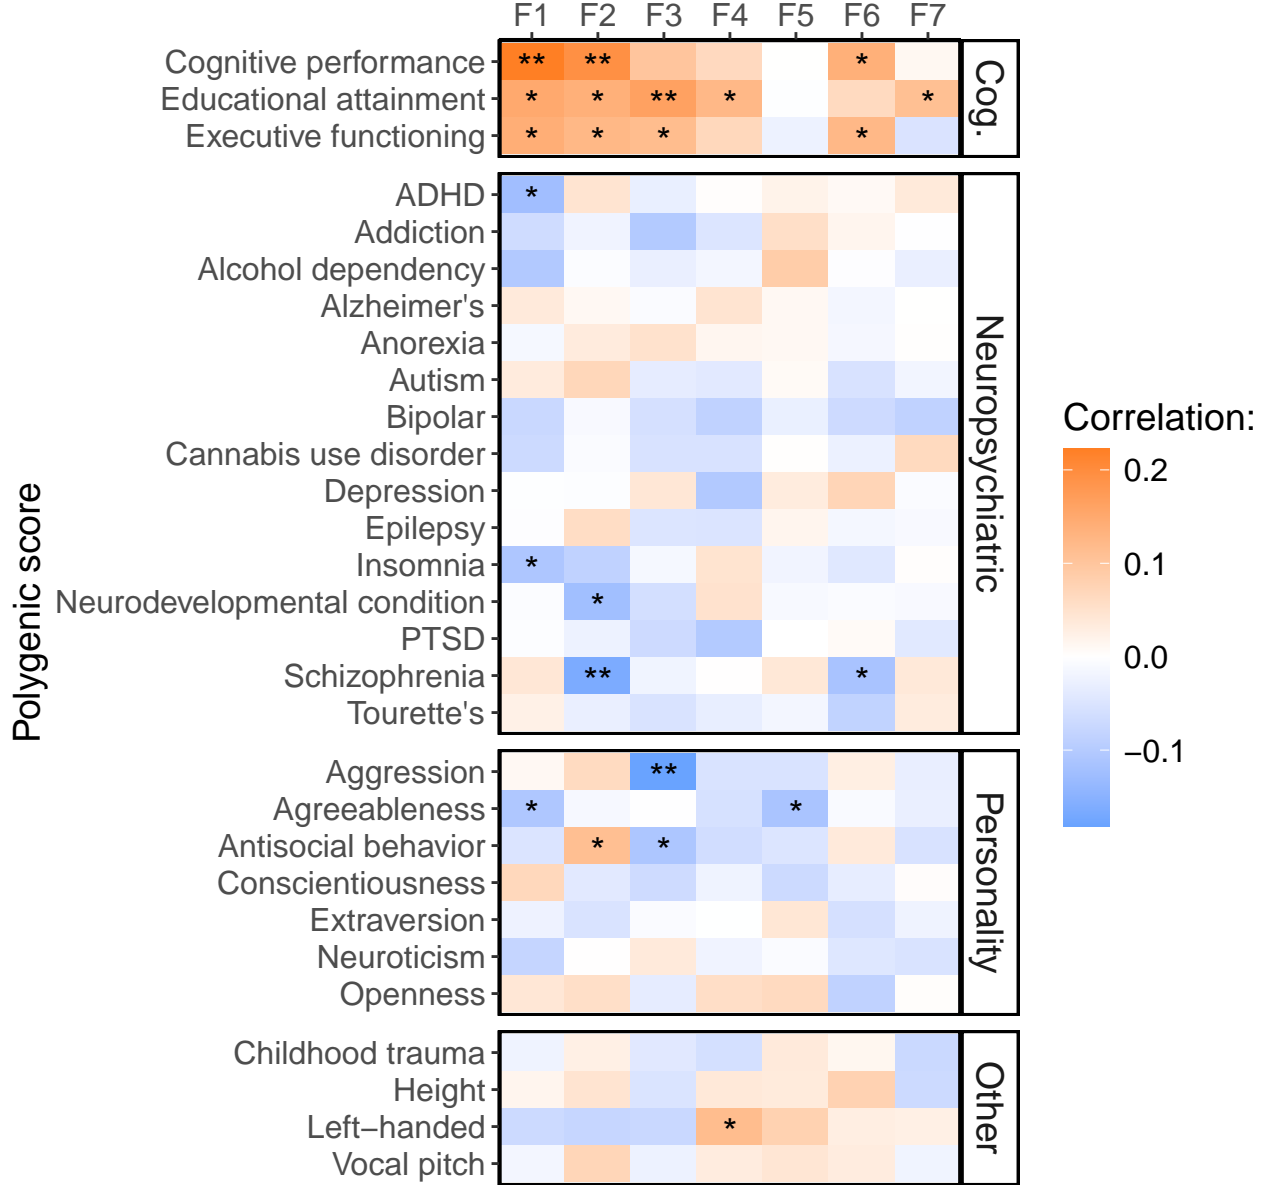 F1 F2 F3 F4 F5 F6 F7
Cognitive performance ** ** *
Educational attainment * * ** * *
Executive functioning * * * *
Cog.
ADHD *
Addiction
Alcohol dependency
Alzheimer's
Anorexia
Autism
Bipolar
Cannabis use disorder
Depression
Epilepsy
Insomnia *
Neurodevelopmental condition *
PTSD
Schizophrenia ** *
Tourette's
Neuropsychiatric
Aggression **
Agreeableness * *
Antisocial behavior * *
Conscientiousness
Extraversion
Neuroticism
Openness
Personality
Childhood trauma
Height
Left−handed *
Vocal pitch
Other
Polygenic score
Correlation:
0.2
0.1
0.0
−0.1